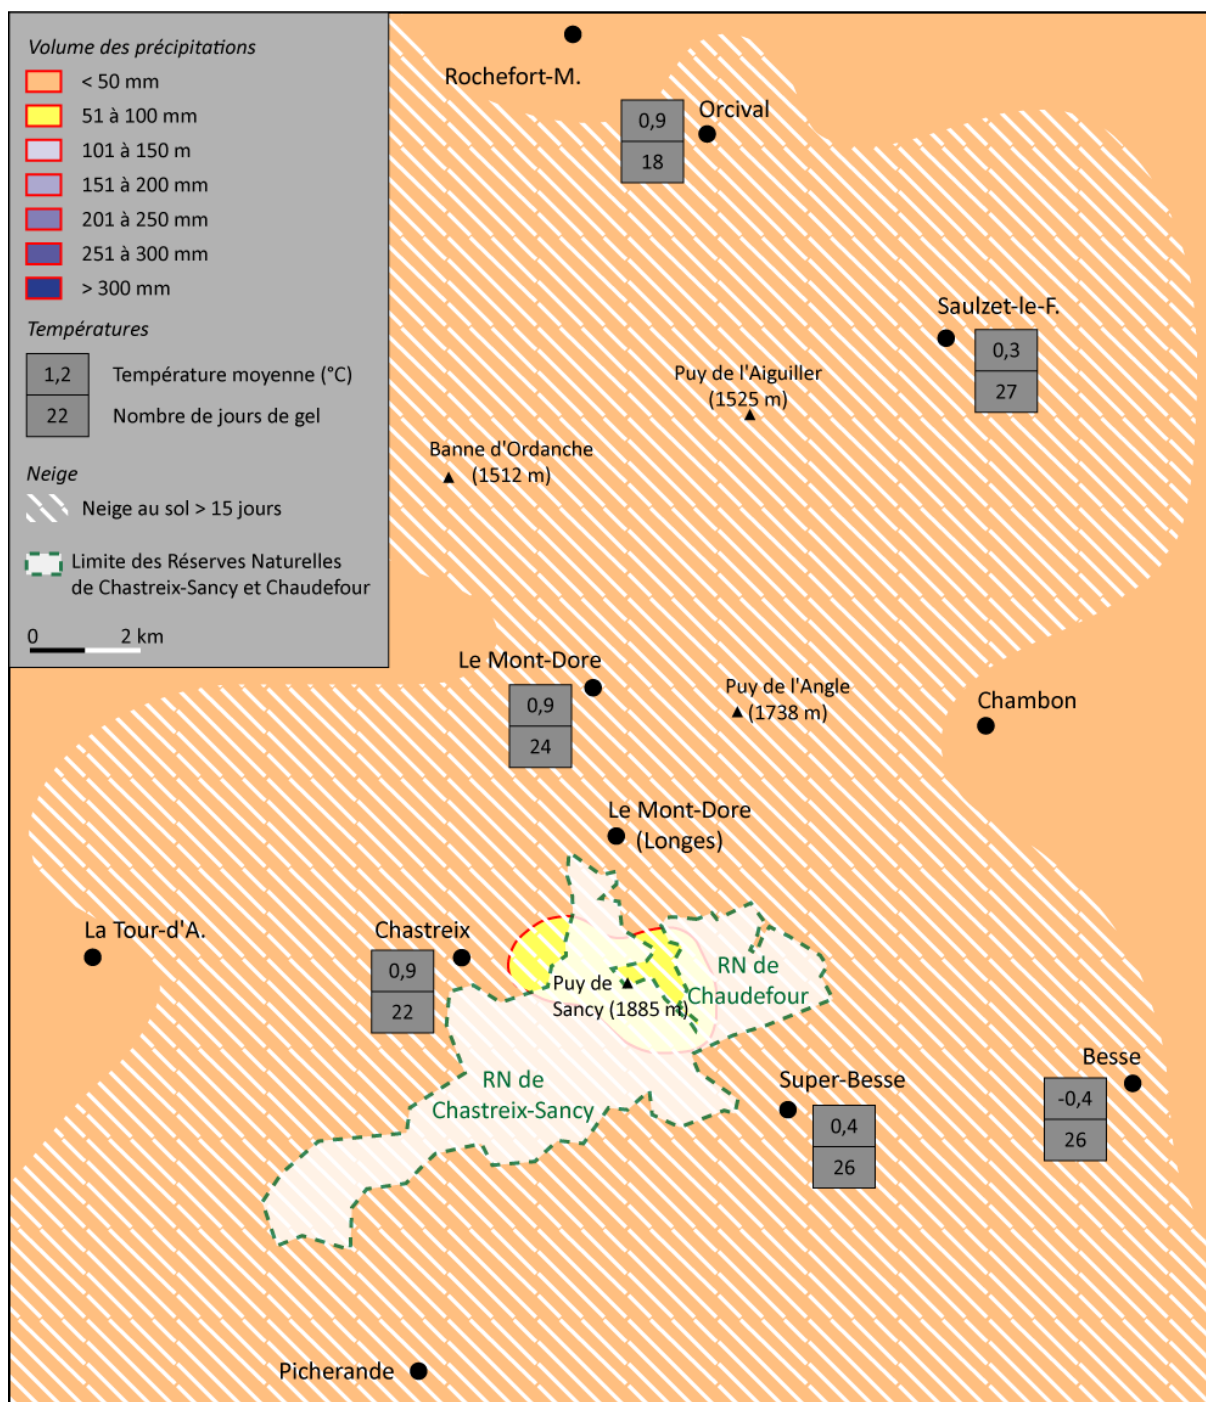 Volume des précipitations
< 50 mm
51 à 100 mm
101 à 150 m
151 à 200 mm
201 à 250 mm
251 à 300 mm
> 300 mm
Températures
1,2
Température moyenne (°C)
22
Nombre de jours de gel
Neige
Neige au sol > 15 jours
Limite des Réserves Naturelles
de Chastreix-Sancy et Chaudefour
0 2 km
Rochefort-M.
Orcival
0,9
18
Saulzet-le-F.
0,3
27
Puy de l'Aiguiller
(1525 m)
Banne d'Ordanche
(1512 m)
Le Mont-Dore
0,9
24
Puy de l'Angle
(1738 m)
Chambon
Le Mont-Dore
(Longes)
La Tour-d'A.
Chastreix
0,9
22
Puy de
Sancy (1885 m)
RN de
Chaudefour
RN de
Chastreix-Sancy
Super-Besse
0,4
26
Besse
-0,4
26
Picherande